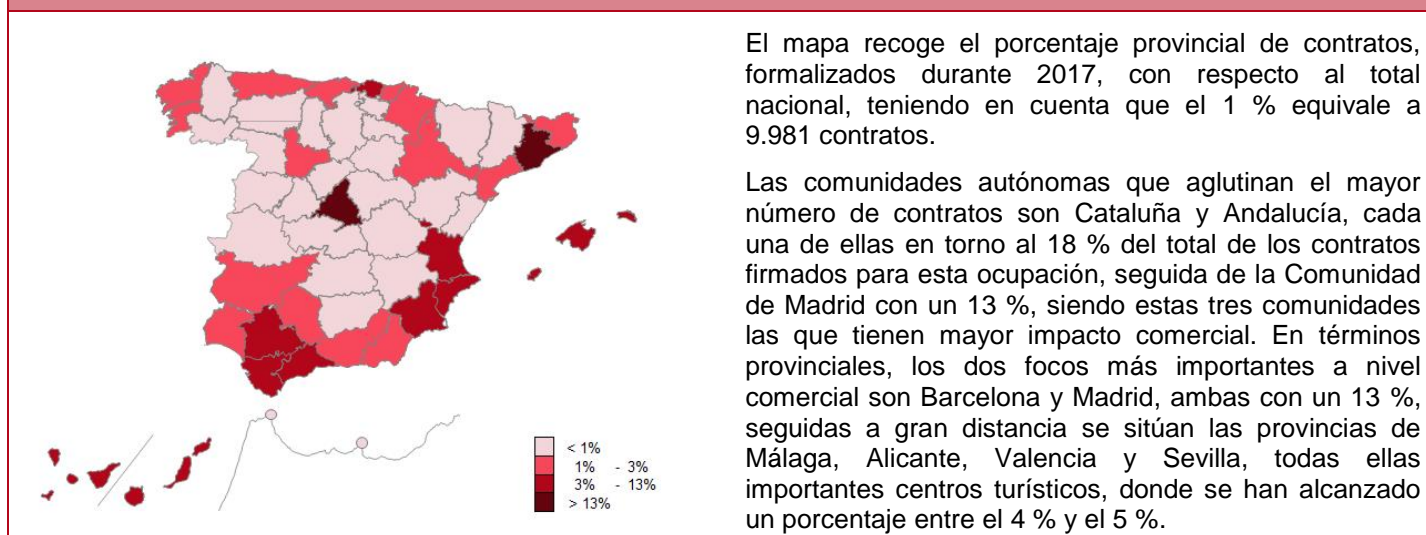 El mapa recoge el porcentaje provincial de contratos,
formalizados durante 2017, con respecto al total
nacional, teniendo en cuenta que el 1 % equivale a
9.981 contratos.
Las comunidades autónomas que aglutinan el mayor
número de contratos son Cataluña y Andalucía, cada
una de ellas en torno al 18 % del total de los contratos
firmados para esta ocupación, seguida de la Comunidad
de Madrid con un 13 %, siendo estas tres comunidades
las que tienen mayor impacto comercial. En términos
provinciales, los dos focos más importantes a nivel
comercial son Barcelona y Madrid, ambas con un 13 %,
seguidas a gran distancia se sitúan las provincias de
Málaga, Alicante, Valencia y Sevilla, todas ellas
importantes centros turísticos, donde se han alcanzado
un porcentaje entre el 4 % y el 5 %.
< 1%
1% - 3%
3% - 13%
> 13%